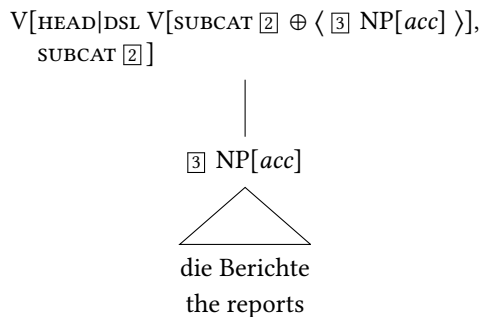 V[HEAD|DSL V[SUBCAT 2 ⊕ ⟨ 3 NP[acc] ⟩],
SUBCAT 2 ]
3 NP[acc]
die Berichte
the reports